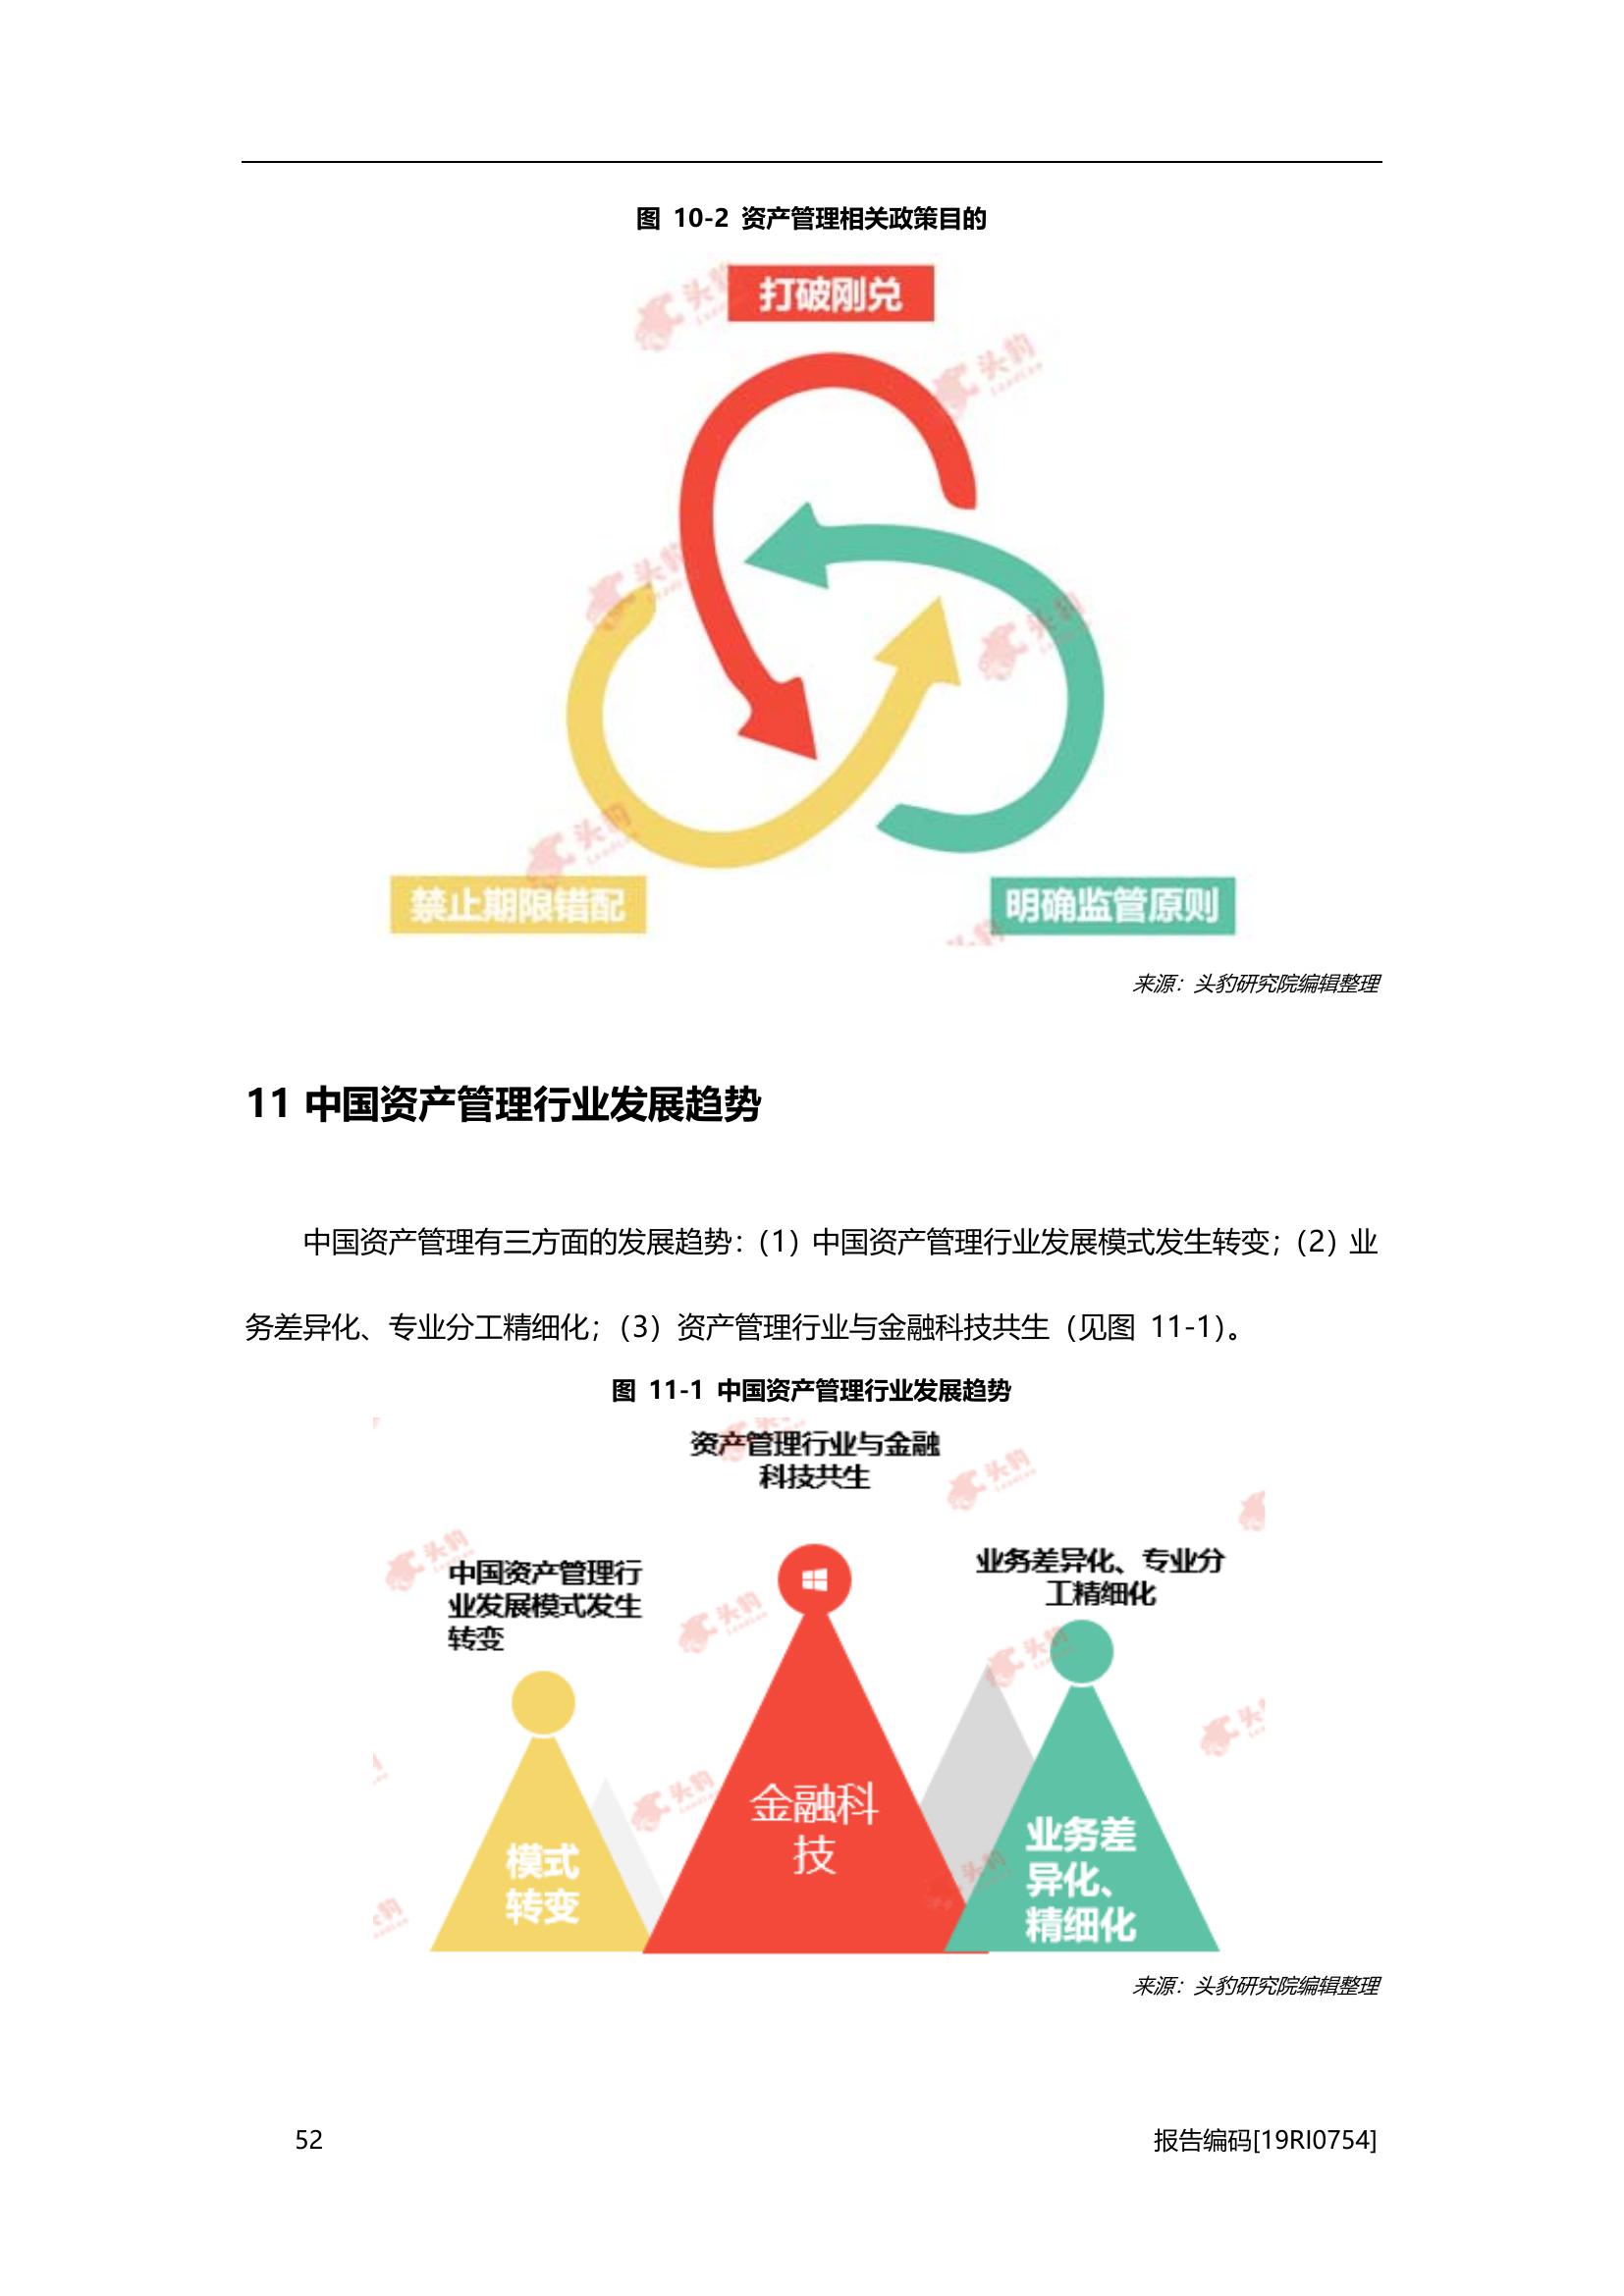 图 10-2 资产管理相关政策目的
打破刚兑
禁止期限错配
明确监管原则
来源：头豹研究院编辑整理
11 中国资产管理行业发展趋势
中国资产管理有三方面的发展趋势：（1）中国资产管理行业发展模式发生转变；（2）业
务差异化、专业分工精细化；（3）资产管理行业与金融科技共生（见图 11-1）。
图 11-1 中国资产管理行业发展趋势
资产管理行业与金融
科技共生
中国资产管理行
业发展模式发生
转变
业务差异化、专业分
工精细化
模式
转变
金融科
技
业务差
异化、
精细化
来源：头豹研究院编辑整理
52
报告编码[19RI0754]
头豹